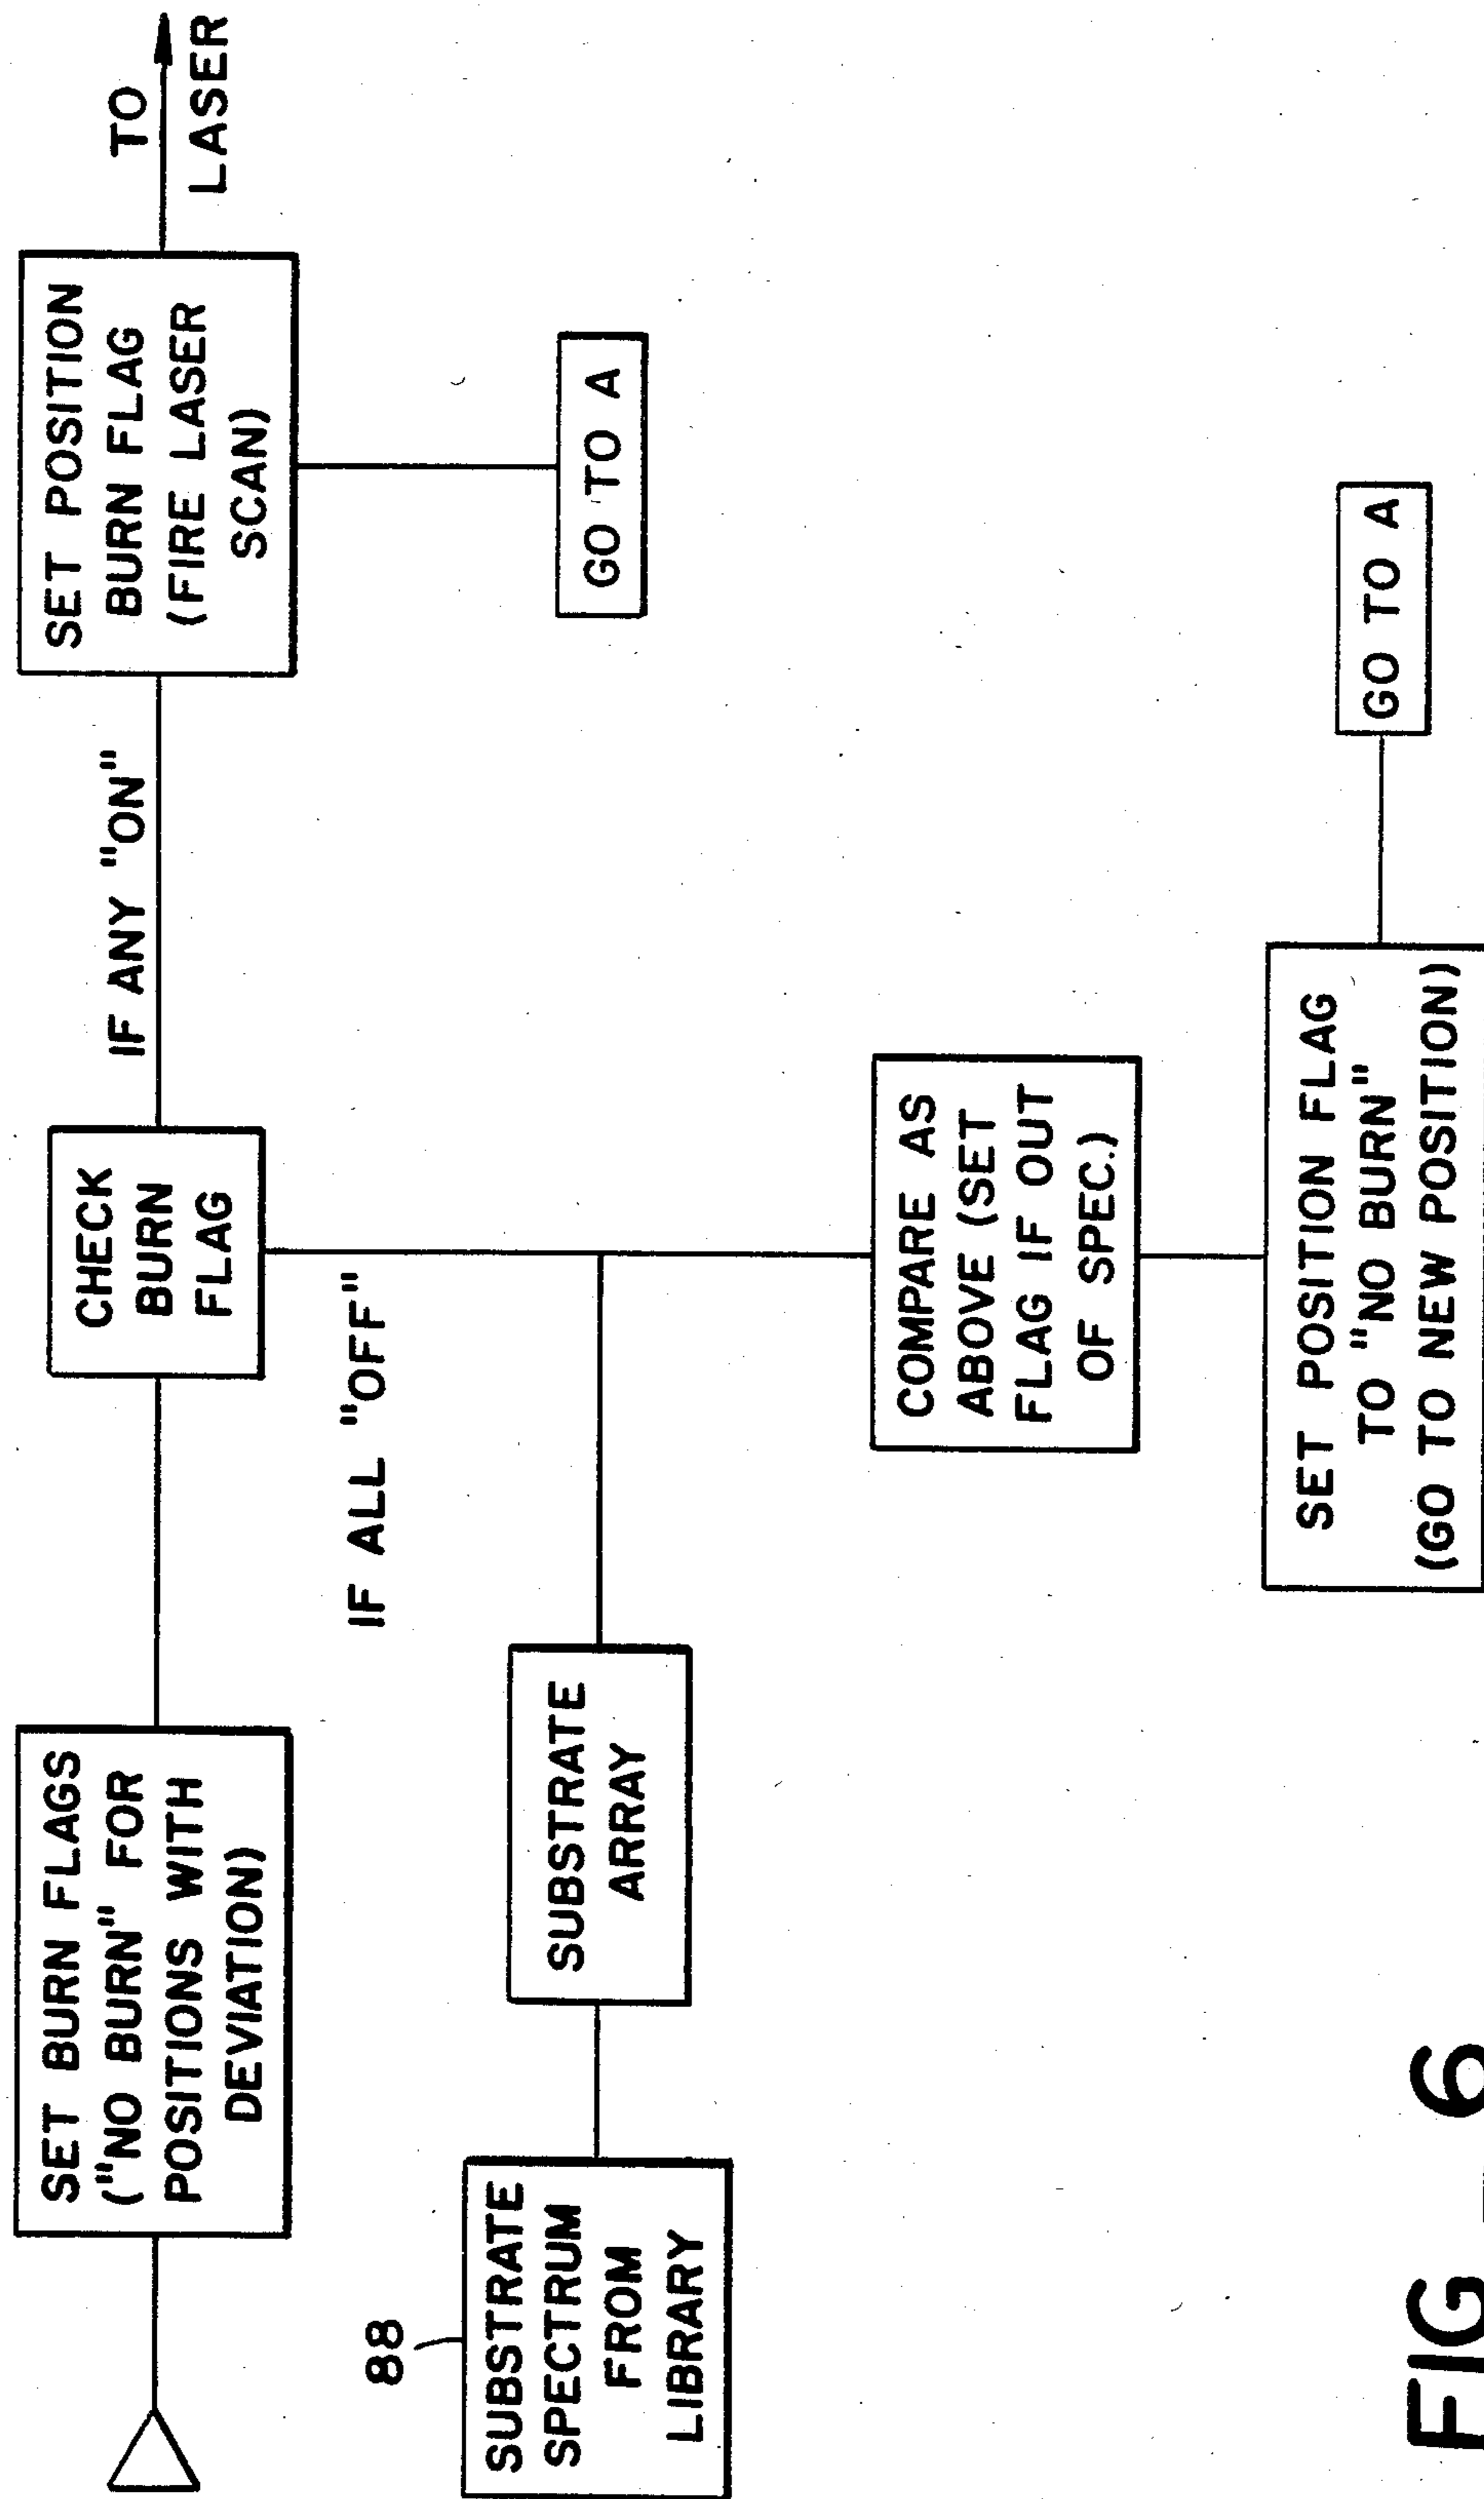 SET BURN FLAGS
("NO BURN" FOR
POSITIONS WITH
DEVIATION)
CHECK
BURN
FLAG
IF ANY "ON"
SET POSITION
BURN FLAG
(FIRE LASER
SCAN)
TO
LASER
IF ALL "OFF"
GO TO A
88
SUBSTRATE
SPECTRUM
FROM
LIBRARY
SUBSTRATE
ARRAY
COMPARE AS
ABOVE (SET
FLAG IF OUT
OF SPEC.)
SET POSITION FLAG
TO "NO BURN"
(GO TO NEW POSITION)
GO TO A
FIG_6